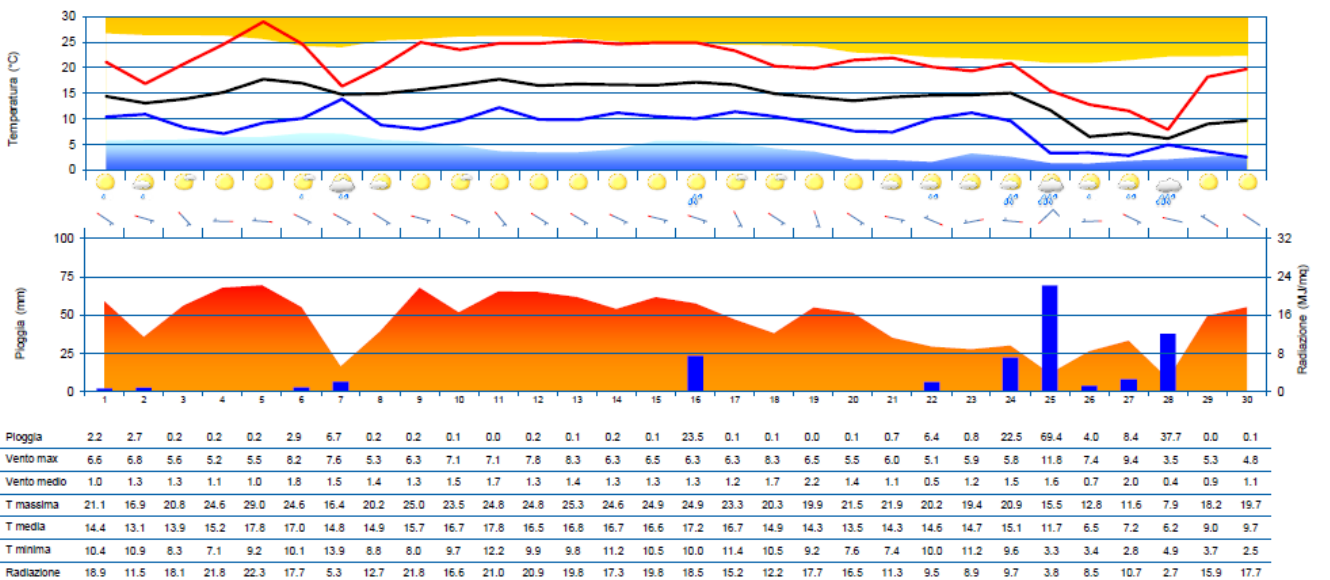 Temperatura (°C)
30
25
20
15
10
5
0
Pioggia (mm)
100 32
75 24
50 16
25 8
0 0
Radiazione (MJ/mq)
1 2 3 4 5 6 7 8 9 10 11 12 13 14 15 16 17 18 19 20 21 22 23 24 25 26 27 28 29 30
Pioggia 2.2 2.7 0.2 0.2 0.2 2.9 6.7 0.2 0.2 0.1 0.0 0.2 0.1 0.2 0.1 23.5 0.1 0.1 0.0 0.1 0.7 6.4 0.8 22.5 69.4 4.0 8.4 37.7 0.0 0.1
Vento max 6.6 6.8 5.6 5.2 5.5 8.2 7.6 5.3 6.3 7.1 7.1 7.8 8.3 6.3 6.5 6.3 6.3 8.3 6.5 5.5 6.0 5.1 5.9 5.8 11.8 7.4 9.4 3.5 5.3 4.8
Vento medio 1.0 1.3 1.3 1.1 1.0 1.8 1.5 1.4 1.3 1.5 1.7 1.3 1.4 1.3 1.3 1.3 1.2 1.7 2.2 1.4 1.1 0.5 1.2 1.5 1.6 0.7 2.0 0.4 0.9 1.1
T massima 21.1 16.9 20.8 24.6 29.0 24.6 16.4 20.2 25.0 23.5 24.8 24.8 25.3 24.6 24.9 24.9 23.3 20.3 19.9 21.5 21.9 20.2 19.4 20.9 15.5 12.8 11.6 7.9 18.2 19.7
T media 14.4 13.1 13.9 15.2 17.8 17.0 14.8 14.9 15.7 16.7 17.8 16.5 16.8 16.7 16.6 17.2 16.7 14.9 14.3 13.5 14.3 14.6 14.7 15.1 11.7 6.5 7.2 6.2 9.0 9.7
T minima 10.4 10.9 8.3 7.1 9.2 10.1 13.9 8.8 8.0 9.7 12.2 9.9 9.8 11.2 10.5 10.0 11.4 10.5 9.2 7.6 7.4 10.0 11.2 9.6 3.3 3.4 2.8 4.9 3.7 2.5
Radiazione 18.9 11.5 18.1 21.8 22.3 17.7 5.3 12.7 21.8 16.6 21.0 20.9 19.8 17.3 19.8 18.5 15.2 12.2 17.7 16.5 11.3 9.5 8.9 9.7 3.8 8.5 10.7 2.7 15.9 17.7